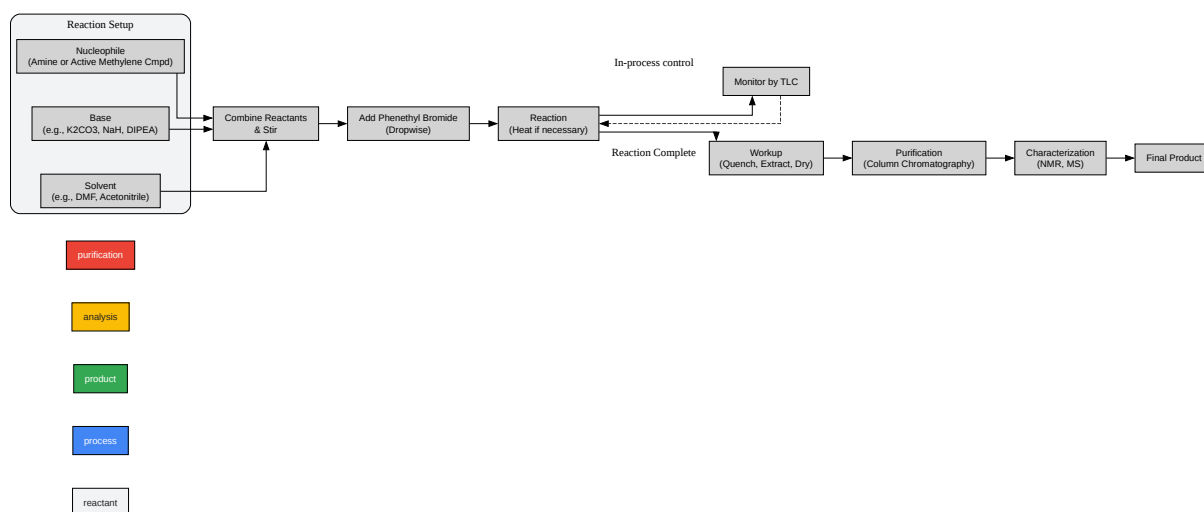 Reaction Setup
Nucleophile
(Amine or Active Methylene Cmpd)
Base
(e.g., K2CO3, NaH, DIPEA)
Solvent
(e.g., DMF, Acetonitrile)
Combine Reactants
& Stir
Add Phenethyl Bromide
(Dropwise)
Reaction
(Heat if necessary)
In-process control
Monitor by TLC
Reaction Complete
Workup
(Quench, Extract, Dry)
Purification
(Column Chromatography)
Characterization
(NMR, MS)
Final Product
purification
analysis
product
process
reactant